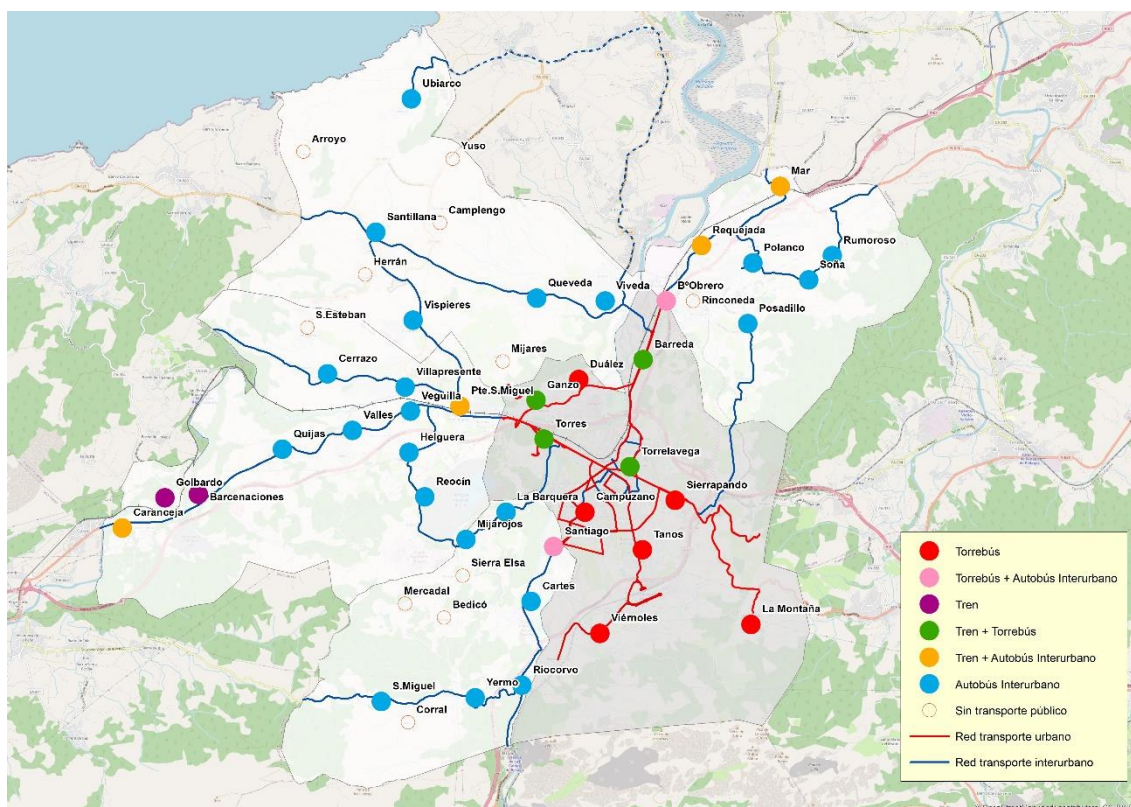 Ubiarco
Arroyo
Yuso
Mar
Santillana
Camplengo
Requejada
Polanco
Rumoroso
Soña
Herrán
Queveda
Viveda
BºObrero
Rinconeda
Posadillo
Vispieres
S.Esteban
Mijares
Duález
Barreda
Cerrazo
Villapresente
Pte.S.Miguel
Ganzo
Veguilla
Valles
Torres
Quijas
Helguera
Torrelavega
Golbardo
Barcenaciones
Reocín
La Barquera
Campuzano
Sierrapando
Caranceja
Mijarojos
Santiago
Tanos
Sierra Elsa
Mercadal
Bedicó
Cartes
La Montaña
Viérnoles
Riocorvo
S.Miguel
Yermo
Corral
Torrebús
Torrebús + Autobús Interurbano
Tren
Tren + Torrebús
Tren + Autobús Interurbano
Autobús Interurbano
Sin transporte público
Red transporte urbano
Red transporte interurbano